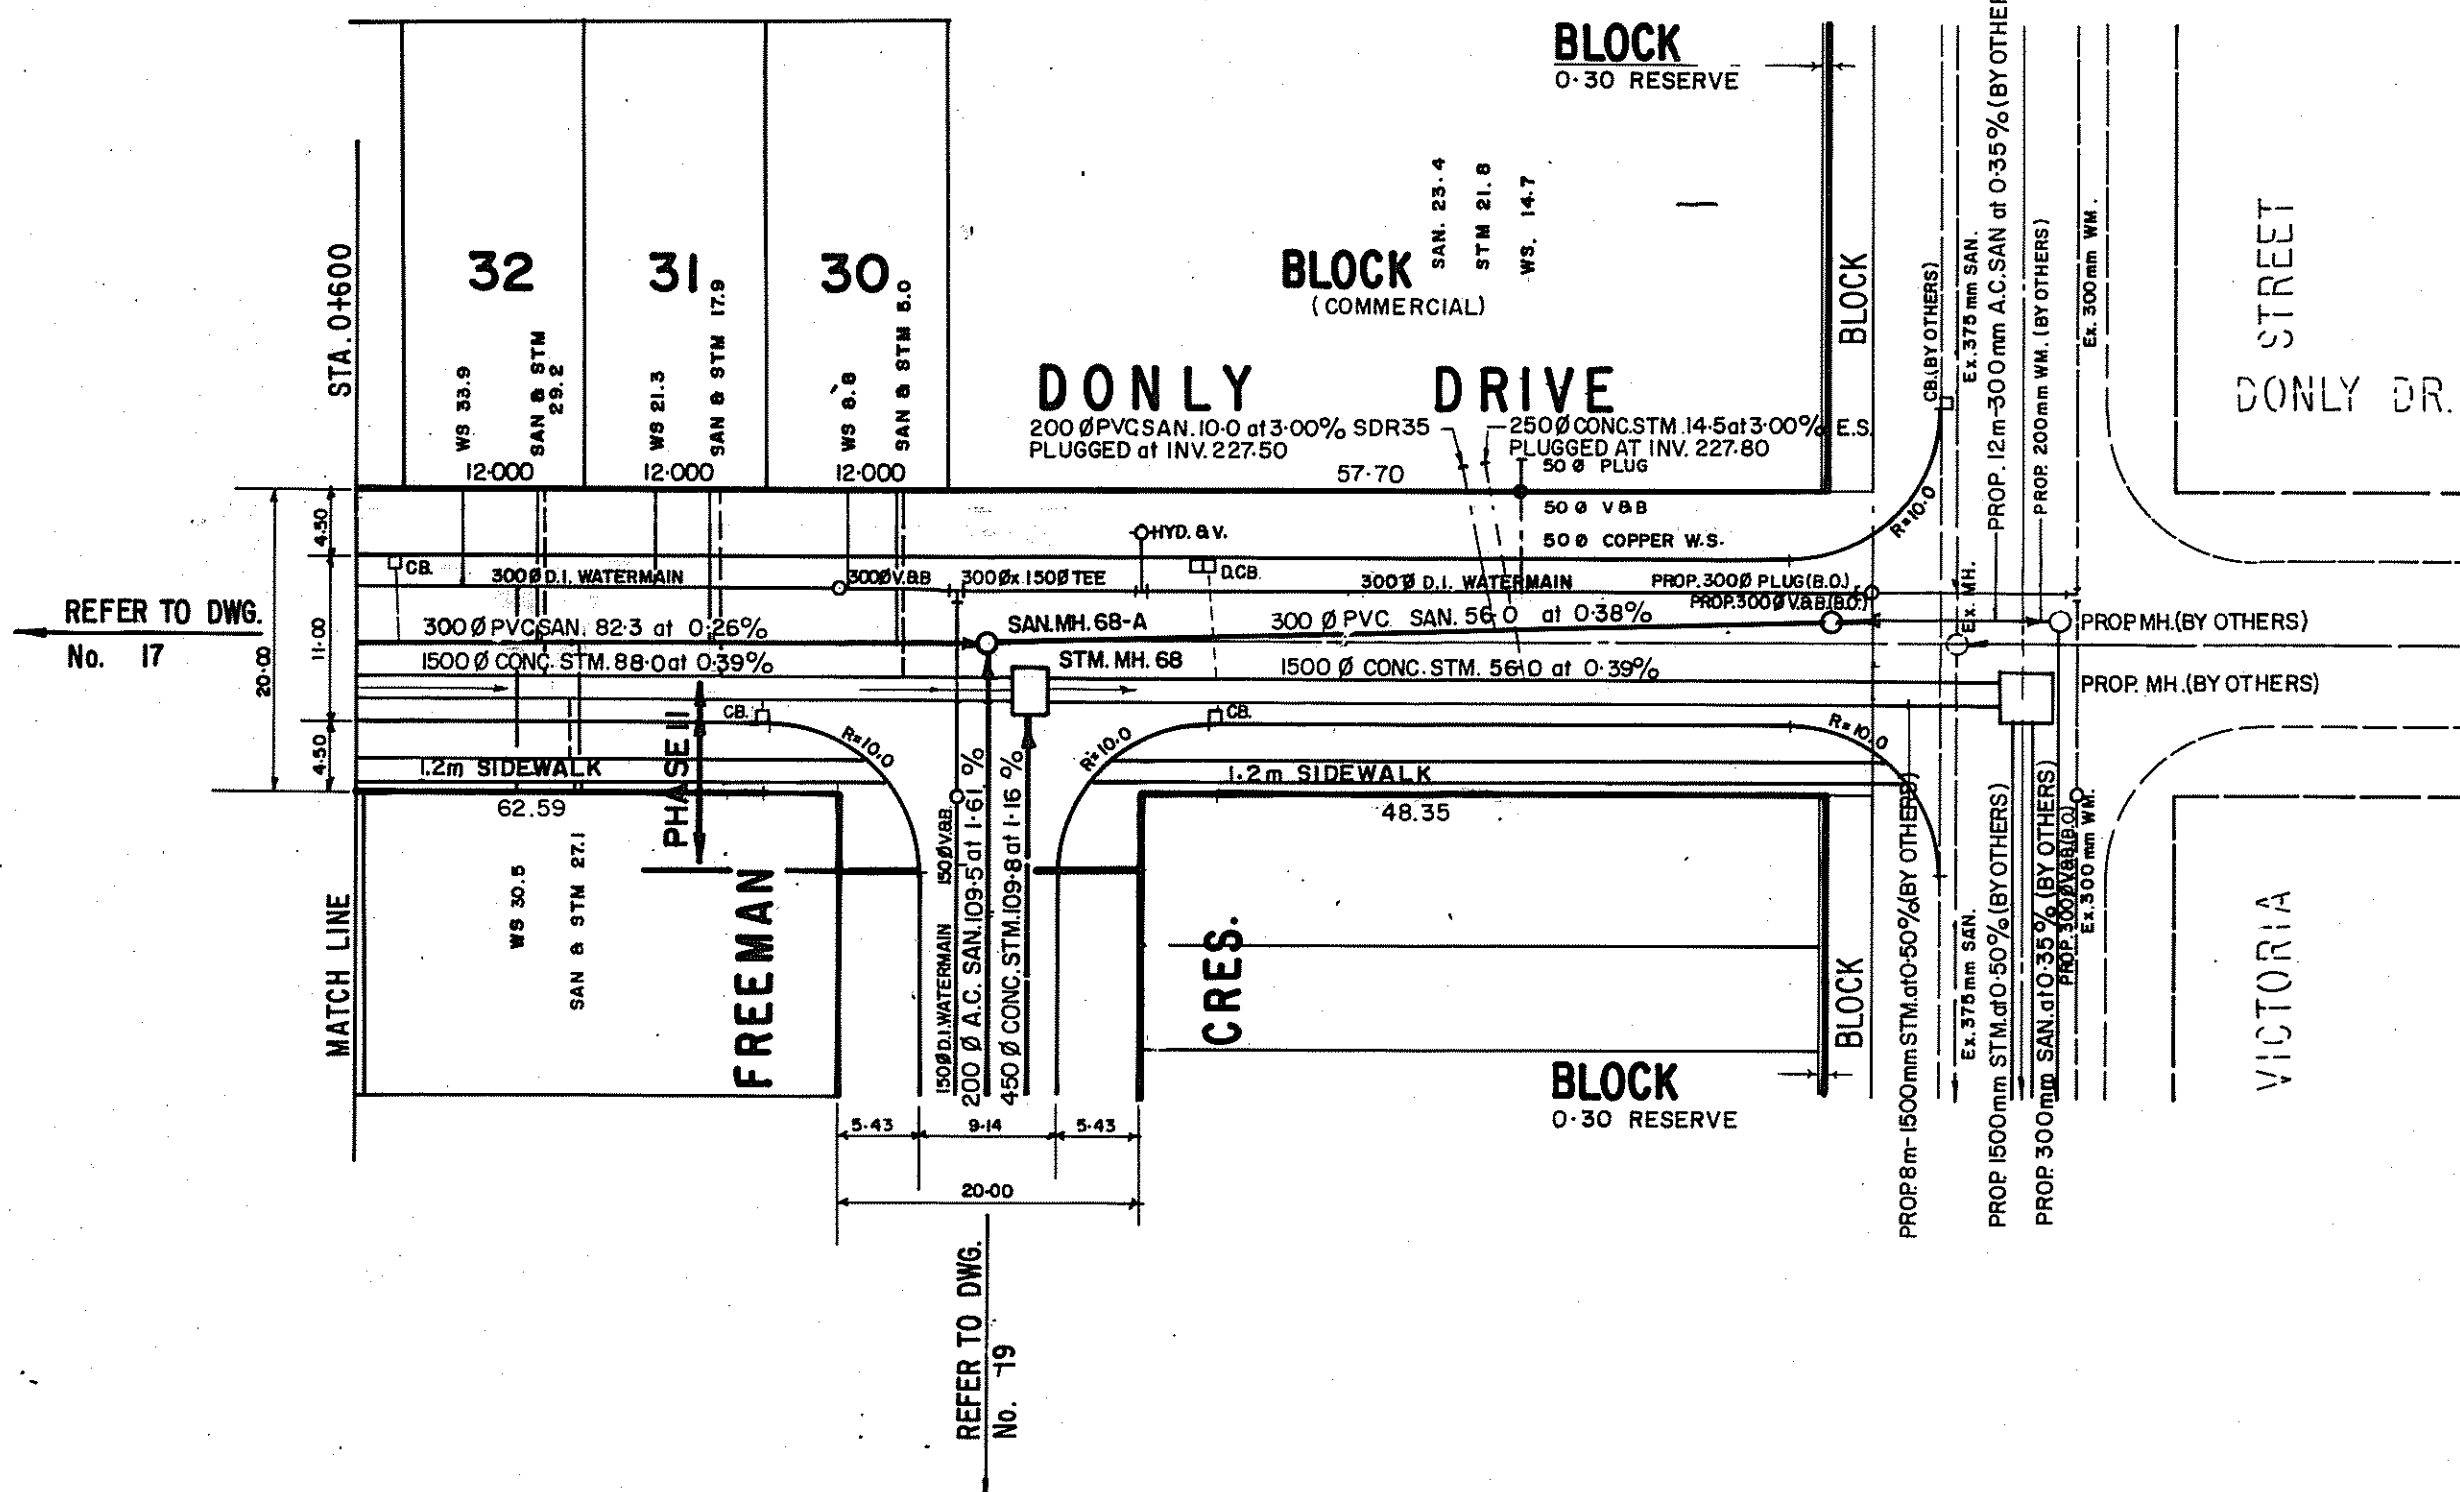 BLOCK
0·30 RESERVE
PROP. 12m-300mm A.C. SAN at 0·35%
STA. 0+600
32
31
30
WS 33.9
SAN & STM
29.2
WS 21.3
SAN & STM 17.9
WS 8.8
SAN & STM 5.0
12·000
12·000
12·000
BLOCK
(COMMERCIAL)
SAN. 23.4
STM 21.8
WS. 14.7
BLOCK
CB.(BY OTHERS)
Ex. 375mm SAN.
PROP. 200mm WM. (BY OTHERS)
Ex. 300mm WM.
STREET
DONLY DR.
DONLY DRIVE
200 Ø PVC SAN. 10·0 at 3·00% SDR35
PLUGGED at INV. 227.50
250 Ø CONC. STM. 14·5 at 3·00%
PLUGGED AT INV. 227.80
E.S.
50 Ø PLUG
57·70
50 Ø V&B
50 Ø COPPER W.S.
R=10.0
4·50
11·00
4·50
20·00
HYD. & V.
CB.
300 Ø D.I. WATERMAIN
300Ø V.&B
300 Ø x 150 Ø TEE
D.CB.
300 Ø D.I. WATERMAIN
PROP. 300Ø PLUG (B.O.)
PROP. 300Ø V.&B. (B.O.)
Ex. MH.
REFER TO DWG.
No. 17
300 Ø PVC SAN. 82·3 at 0·26%
SAN. MH. 68-A
300 Ø PVC SAN. 56·0 at 0·38%
PROP. MH. (BY OTHERS)
1500 Ø CONC. STM. 88·0 at 0·39%
STM. MH. 68
1500 Ø CONC. STM. 56·0 at 0·39%
PROP. MH. (BY OTHERS)
CB.
CB.
R=10.0
R=10.0
R=10.0
PHASE II
1.2m SIDEWALK
1.2m SIDEWALK
62·59
48.35
WS 30.5
SAN & STM 27.1
MATCH LINE
FREEMAN
CRES.
150Ø V.&B.
150Ø D.I. WATERMAIN
200 Ø A.C. SAN. 109·5 at 1·61 %
450 Ø CONC. STM. 109·8 at 1·16 %
BLOCK
BLOCK
0·30 RESERVE
PROP. 8m-1500mm STM. at 0·50% (BY OTHERS)
Ex. 375mm SAN.
PROP. 1500mm STM. at 0·50% (BY OTHERS)
PROP. 300mm SAN. at 0·35% (BY OTHERS)
PROP. 300Ø V.&B. (B.O.)
Ex. 300mm WM.
VICTORIA
5·43
9·14
5·43
20·00
REFER TO DWG.
No. 19